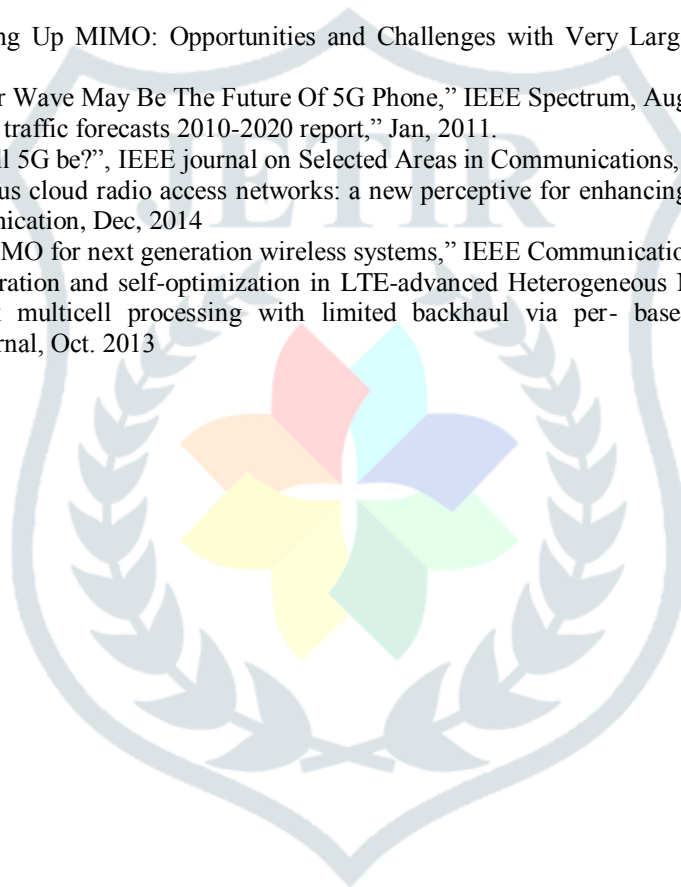 ng Up MIMO: Opportunities and Challenges with Very Larg
r Wave May Be The Future Of 5G Phone,” IEEE Spectrum, Aug
traffic forecasts 2010-2020 report,” Jan, 2011.
ll 5G be?”, IEEE journal on Selected Areas in Communications,
us cloud radio access networks: a new perceptive for enhancing
nication, Dec, 2014
MO for next generation wireless systems,” IEEE Communicatio
ration and self-optimization in LTE-advanced Heterogeneous
multicell processing with limited backhaul via per- base
rnal, Oct. 2013
JETIR